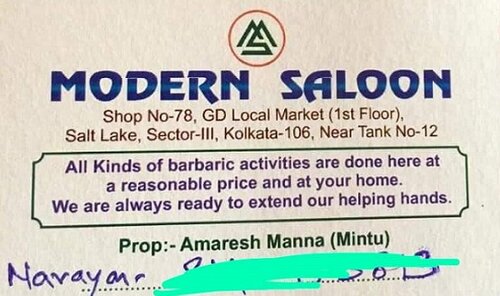 MODERN SALOON
Shop No-78, GD Local Market (1st Floor),
Salt Lake, Sector-III, Kolkata-106, Near Tank No-12
All Kinds of barbaric activities are done here at
a reasonable price and at your home.
We are always ready to extend our helping hands.
Prop:- Amaresh Manna (Mintu)
Narayan-